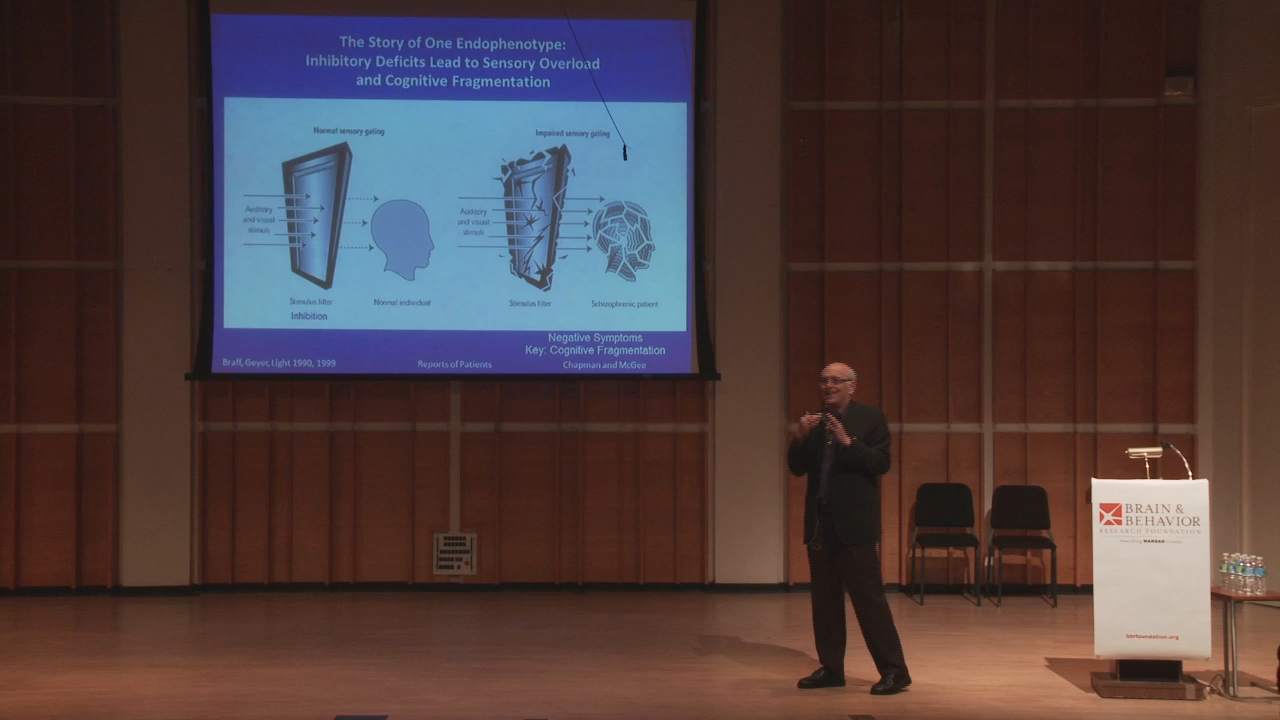 The Story of One Endophenotype:
Inhibitory Deficits Lead to Sensory Overload
and Cognitive Fragmentation
Normal sensory gating
Impaired sensory gating
Auditory
and visual
stimuli
Auditory
and visual
stimuli
Stimulus filter
Normal individual
Stimulus filter
Schizophrenic patient
Inhibition
Negative Symptoms
Key: Cognitive Fragmentation
Braff, Geyer, Light 1990, 1999
Reports of Patients
Chapman and McGee
BRAIN &
BEHAVIOR
RESEARCH FOUNDATION
NARSAD
bbrfoundation.org